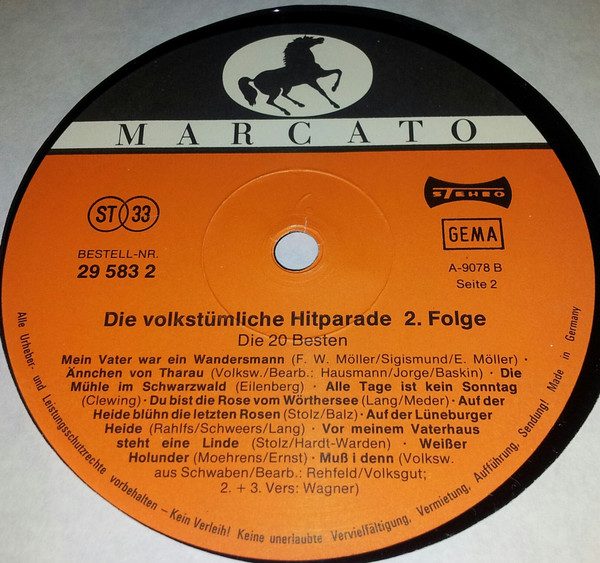 MARCATO
ST 33
STEREO
GEMA
BESTELL-NR.
29 583 2
A-9078 B
Seite 2
Die volkstümliche Hitparade 2. Folge
Die 20 Besten
Mein Vater war ein Wandersmann (F. W. Möller/Sigismund/E. Möller) ·
Ännchen von Tharau (Volksw./Bearb.: Hausmann/Jorge/Baskin) · Die
Mühle im Schwarzwald (Eilenberg) · Alle Tage ist kein Sonntag
(Clewing) · Du bist die Rose vom Wörthersee (Lang/Meder) · Auf der
Heide blühn die letzten Rosen (Stolz/Balz) · Auf der Lüneburger
Heide (Rahlfs/Schweers/Lang) · Vor meinem Vaterhaus
steht eine Linde (Stolz/Hardt-Warden) · Weißer
Holunder (Moehrens/Ernst) · Muß i denn (Volksw.
aus Schwaben/Bearb.: Rehfeld/Volksgut;
2. + 3. Vers: Wagner)
Alle Urheber- und Leistungsschutzrechte vorbehalten – Kein Verleih! Keine unerlaubte Vervielfältigung, Vermietung, Aufführung, Sendung! Made in Germany